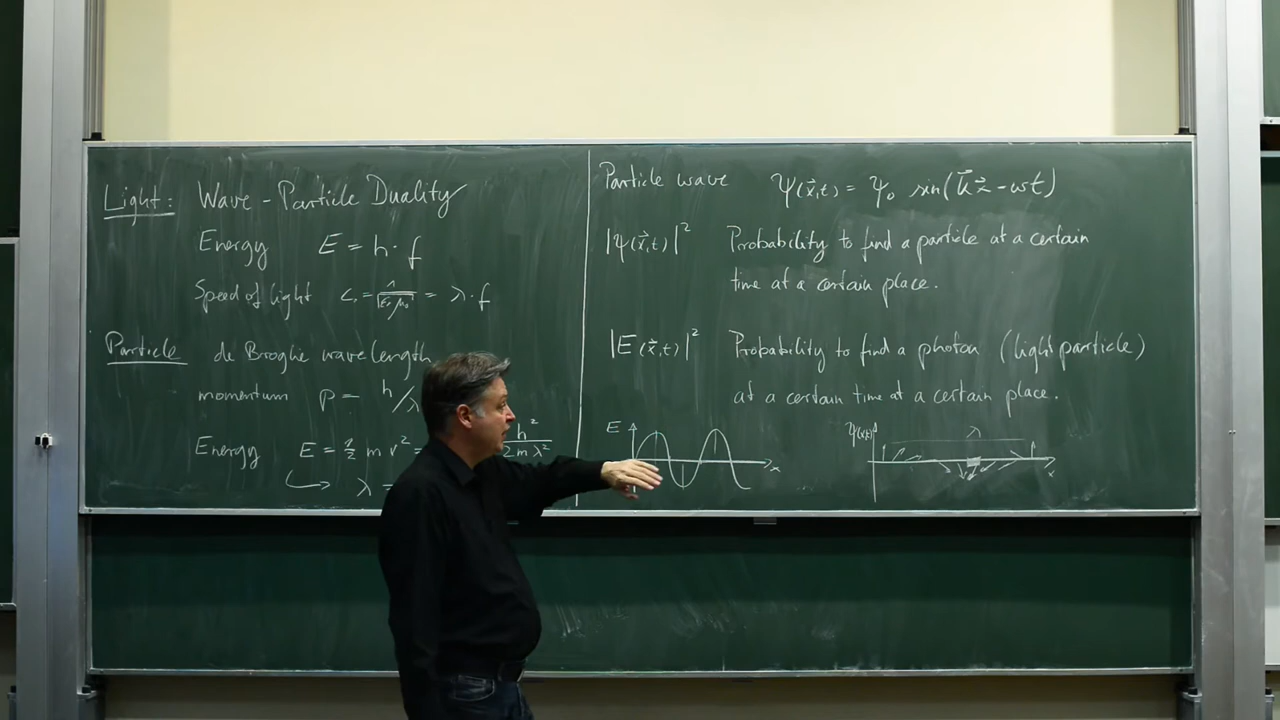 Light: Wave - Particle Duality
Energy E = h · f
Speed of light c = 1/√ε₀μ₀ = λ · f
Particle de Broglie wavelength
momentum p = h/λ
Energy E = ½ m v² = h²/2mλ²
↳ λ =
Particle wave ψ(x⃗,t) = ψ₀ sin(k⃗x⃗ - ωt)
|ψ(x⃗,t)|² Probability to find a particle at a certain
time at a certain place.
|E(x⃗,t)|² Probability to find a photon (light particle)
at a certain time at a certain place.
E x
ψ(x,t) λ x